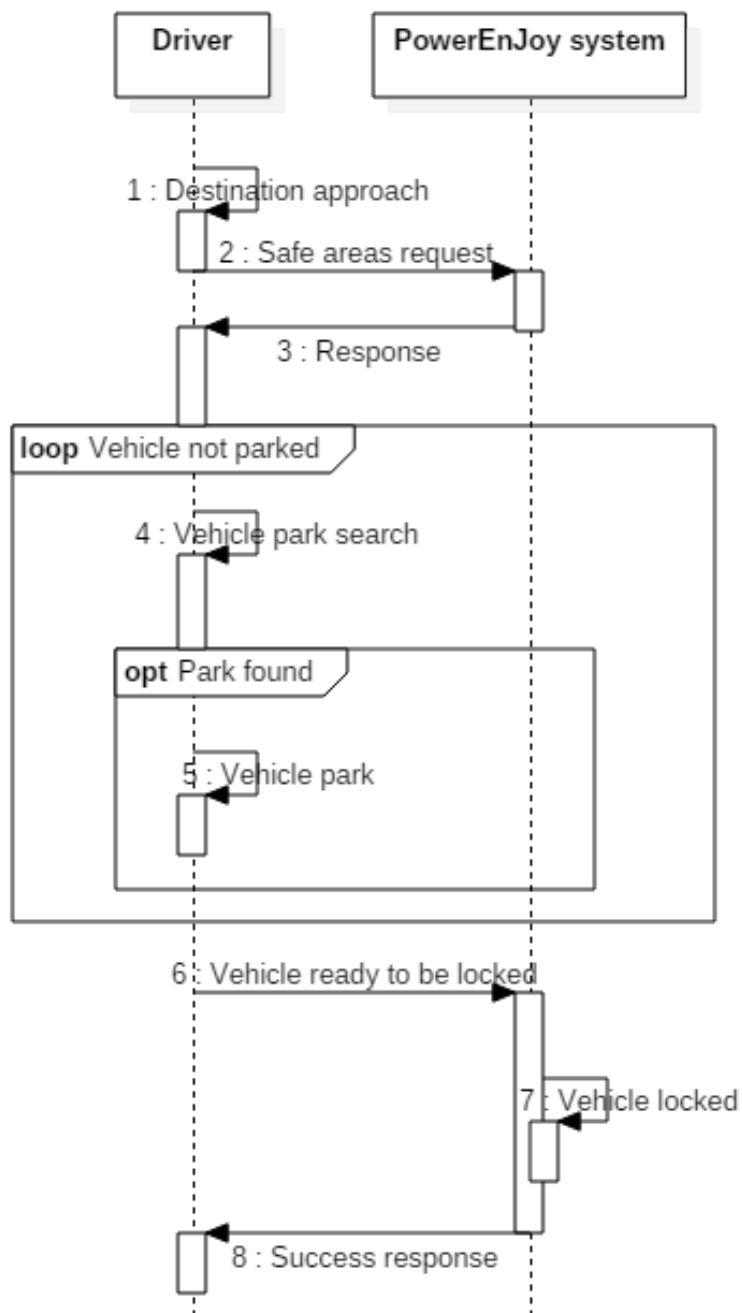 Driver
PowerEnJoy system
1 : Destination approach
2 : Safe areas request
3 : Response
loop Vehicle not parked
4 : Vehicle park search
opt Park found
5 : Vehicle park
6 : Vehicle ready to be locked
7 : Vehicle locked
8 : Success response